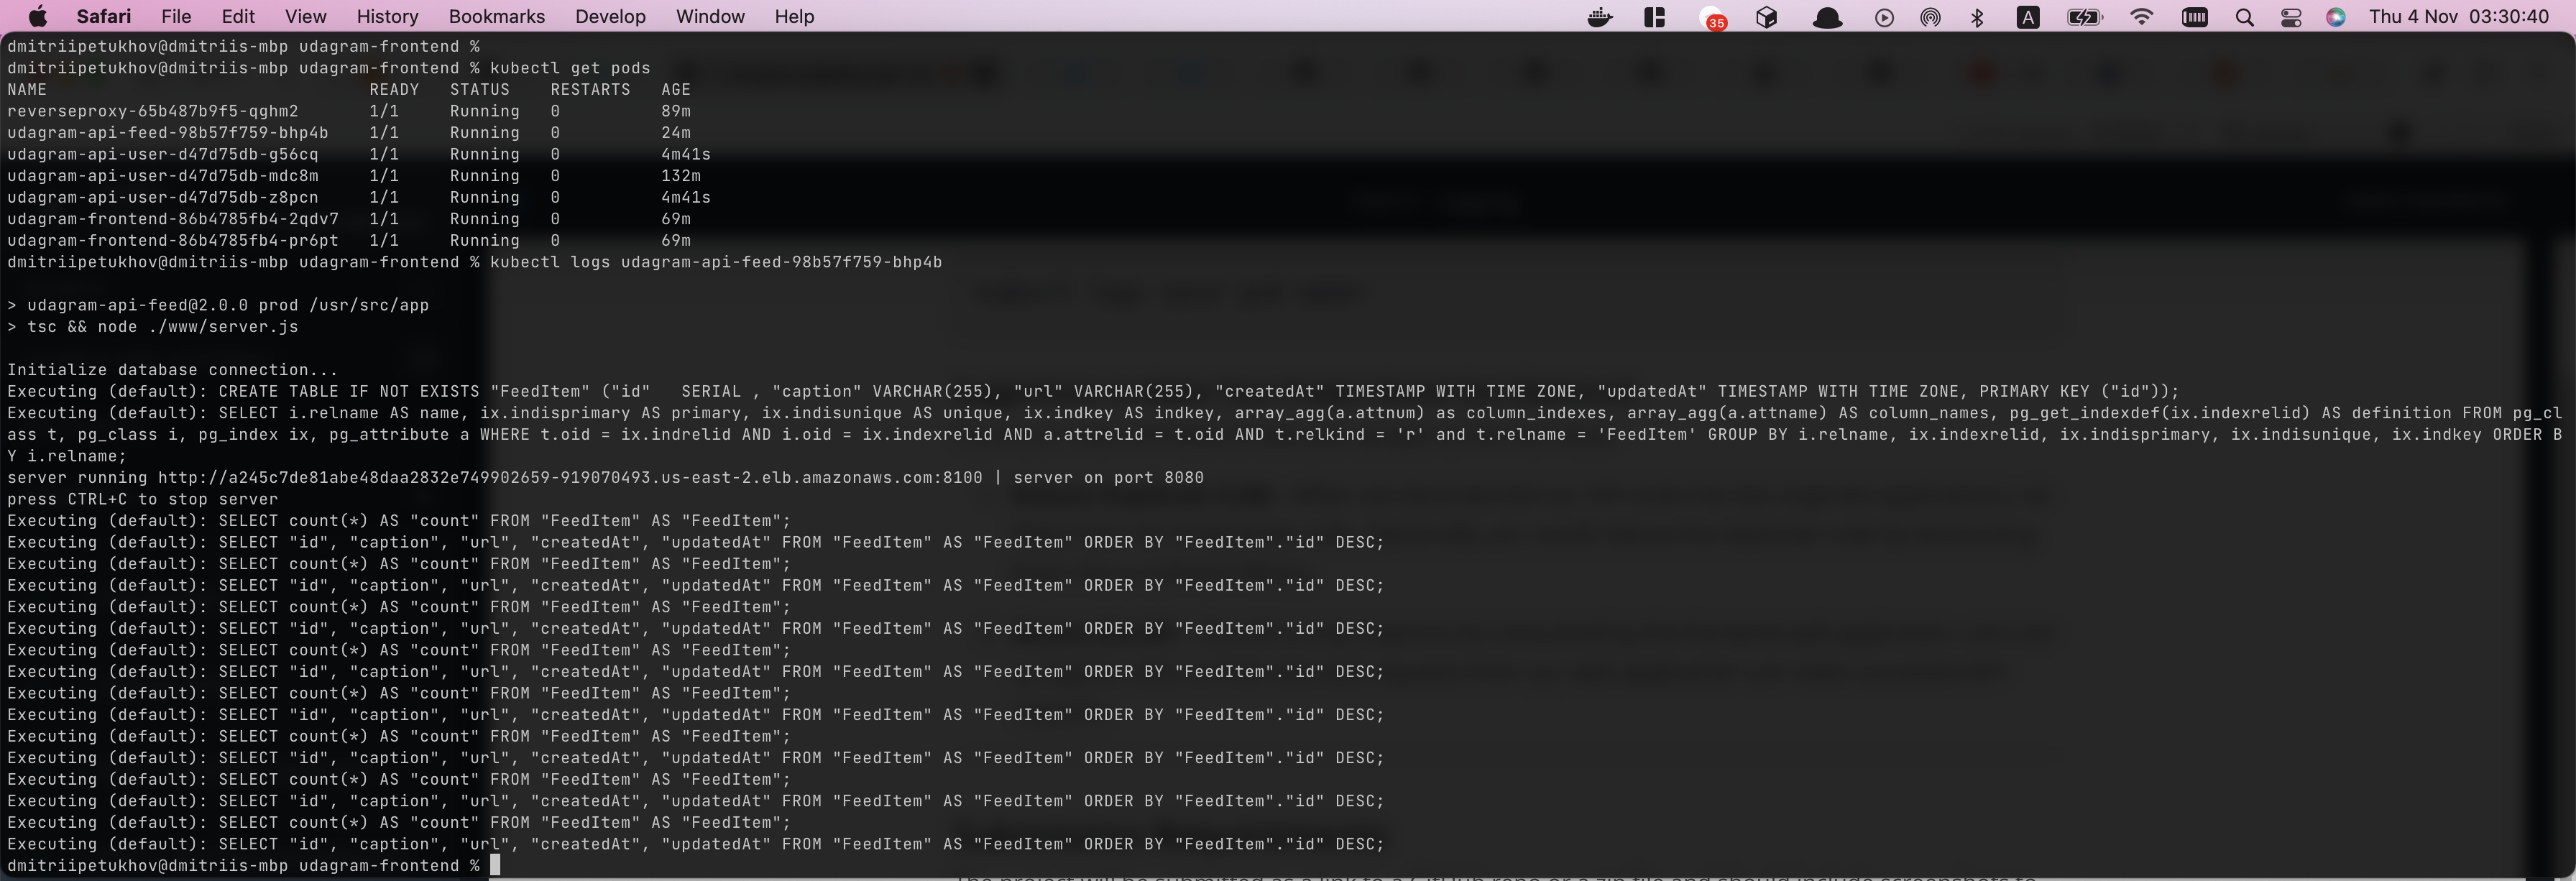 Safari File Edit View History Bookmarks Develop Window Help 35 A Thu 4 Nov 03:30:40
dmitriipetukhov@dmitriis-mbp udagram-frontend %
dmitriipetukhov@dmitriis-mbp udagram-frontend % kubectl get pods
NAME READY STATUS RESTARTS AGE
reverseproxy-65b487b9f5-qghm2 1/1 Running 0 89m
udagram-api-feed-98b57f759-bhp4b 1/1 Running 0 24m
udagram-api-user-d47d75db-g56cq 1/1 Running 0 4m41s
udagram-api-user-d47d75db-mdc8m 1/1 Running 0 132m
udagram-api-user-d47d75db-z8pcn 1/1 Running 0 4m41s
udagram-frontend-86b4785fb4-2qdv7 1/1 Running 0 69m
udagram-frontend-86b4785fb4-pr6pt 1/1 Running 0 69m
dmitriipetukhov@dmitriis-mbp udagram-frontend % kubectl logs udagram-api-feed-98b57f759-bhp4b
> udagram-api-feed@2.0.0 prod /usr/src/app
> tsc && node ./www/server.js
Initialize database connection...
Executing (default): CREATE TABLE IF NOT EXISTS "FeedItem" ("id"   SERIAL , "caption" VARCHAR(255), "url" VARCHAR(255), "createdAt" TIMESTAMP WITH TIME ZONE, "updatedAt" TIMESTAMP WITH TIME ZONE, PRIMARY KEY ("id"));
Executing (default): SELECT i.relname AS name, ix.indisprimary AS primary, ix.indisunique AS unique, ix.indkey AS indkey, array_agg(a.attnum) as column_indexes, array_agg(a.attname) AS column_names, pg_get_indexdef(ix.indexrelid) AS definition FROM pg_cl
ass t, pg_class i, pg_index ix, pg_attribute a WHERE t.oid = ix.indrelid AND i.oid = ix.indexrelid AND a.attrelid = t.oid AND t.relkind = 'r' and t.relname = 'FeedItem' GROUP BY i.relname, ix.indexrelid, ix.indisprimary, ix.indisunique, ix.indkey ORDER B
Y i.relname;
server running http://a245c7de81abe48daa2832e749902659-919070493.us-east-2.elb.amazonaws.com:8100 | server on port 8080
press CTRL+C to stop server
Executing (default): SELECT count(*) AS "count" FROM "FeedItem" AS "FeedItem";
Executing (default): SELECT "id", "caption", "url", "createdAt", "updatedAt" FROM "FeedItem" AS "FeedItem" ORDER BY "FeedItem"."id" DESC;
Executing (default): SELECT count(*) AS "count" FROM "FeedItem" AS "FeedItem";
Executing (default): SELECT "id", "caption", "url", "createdAt", "updatedAt" FROM "FeedItem" AS "FeedItem" ORDER BY "FeedItem"."id" DESC;
Executing (default): SELECT count(*) AS "count" FROM "FeedItem" AS "FeedItem";
Executing (default): SELECT "id", "caption", "url", "createdAt", "updatedAt" FROM "FeedItem" AS "FeedItem" ORDER BY "FeedItem"."id" DESC;
Executing (default): SELECT count(*) AS "count" FROM "FeedItem" AS "FeedItem";
Executing (default): SELECT "id", "caption", "url", "createdAt", "updatedAt" FROM "FeedItem" AS "FeedItem" ORDER BY "FeedItem"."id" DESC;
Executing (default): SELECT count(*) AS "count" FROM "FeedItem" AS "FeedItem";
Executing (default): SELECT "id", "caption", "url", "createdAt", "updatedAt" FROM "FeedItem" AS "FeedItem" ORDER BY "FeedItem"."id" DESC;
Executing (default): SELECT count(*) AS "count" FROM "FeedItem" AS "FeedItem";
Executing (default): SELECT "id", "caption", "url", "createdAt", "updatedAt" FROM "FeedItem" AS "FeedItem" ORDER BY "FeedItem"."id" DESC;
Executing (default): SELECT count(*) AS "count" FROM "FeedItem" AS "FeedItem";
Executing (default): SELECT "id", "caption", "url", "createdAt", "updatedAt" FROM "FeedItem" AS "FeedItem" ORDER BY "FeedItem"."id" DESC;
Executing (default): SELECT count(*) AS "count" FROM "FeedItem" AS "FeedItem";
Executing (default): SELECT "id", "caption", "url", "createdAt", "updatedAt" FROM "FeedItem" AS "FeedItem" ORDER BY "FeedItem"."id" DESC;
dmitriipetukhov@dmitriis-mbp udagram-frontend %